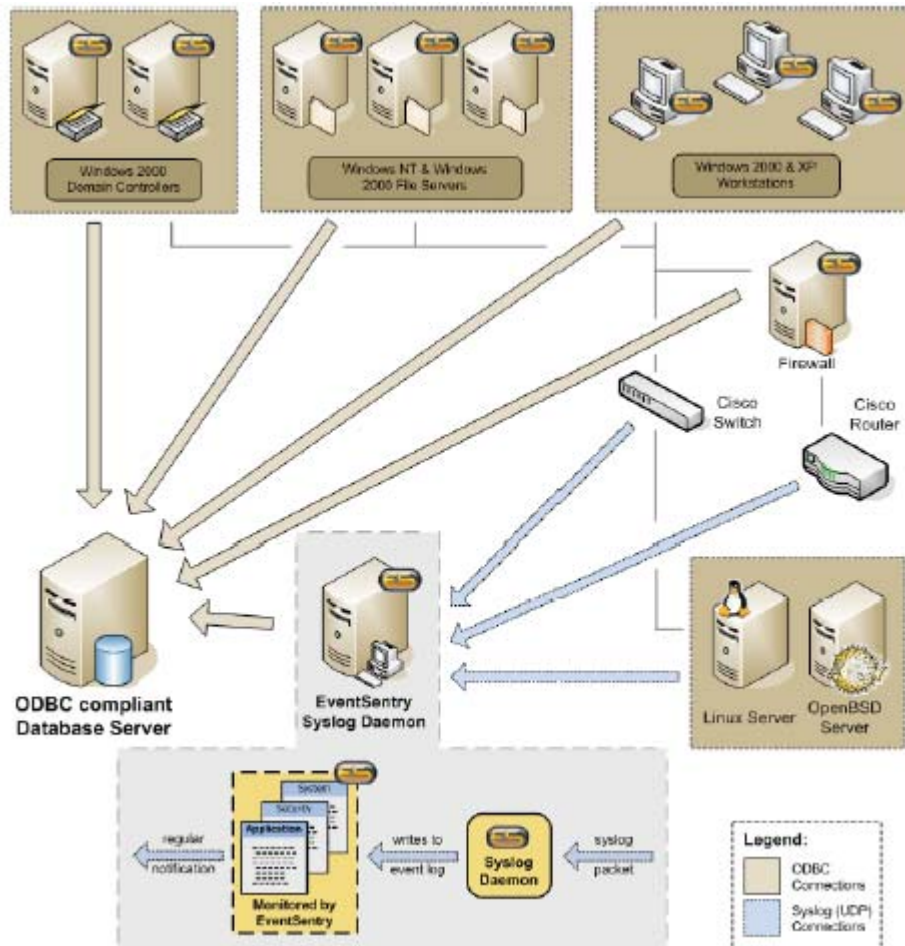 Windows 2000
Domain Controllers
Windows NT & Windows
2000 File Servers
Windows 2000 & XP
Workstations
Firewall
Cisco
Switch
Cisco
Router
ODBC compliant
Database Server
EventSentry
Syslog Daemon
Linux Server
OpenBSD
Server
System
Security
Application
regular
notification
writes to
event log
Syslog
Daemon
syslog
packet
Monitored by
EventSentry
Legend:
ODBC
Connections
Syslog (UDP)
Connections